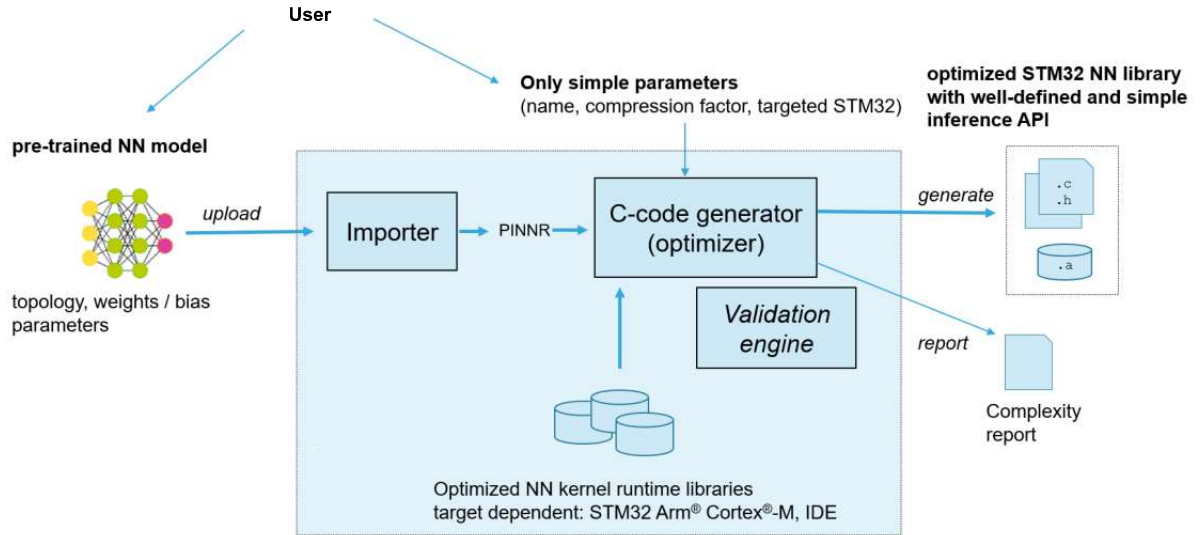 User
Only simple parameters
(name, compression factor, targeted STM32)
optimized STM32 NN library
with well-defined and simple
inference API
pre-trained NN model
upload
topology, weights / bias
parameters
Importer
PINNR
C-code generator
(optimizer)
Validation
engine
generate
.c
.h
.a
report
Complexity
report
Optimized NN kernel runtime libraries
target dependent: STM32 Arm® Cortex®-M, IDE